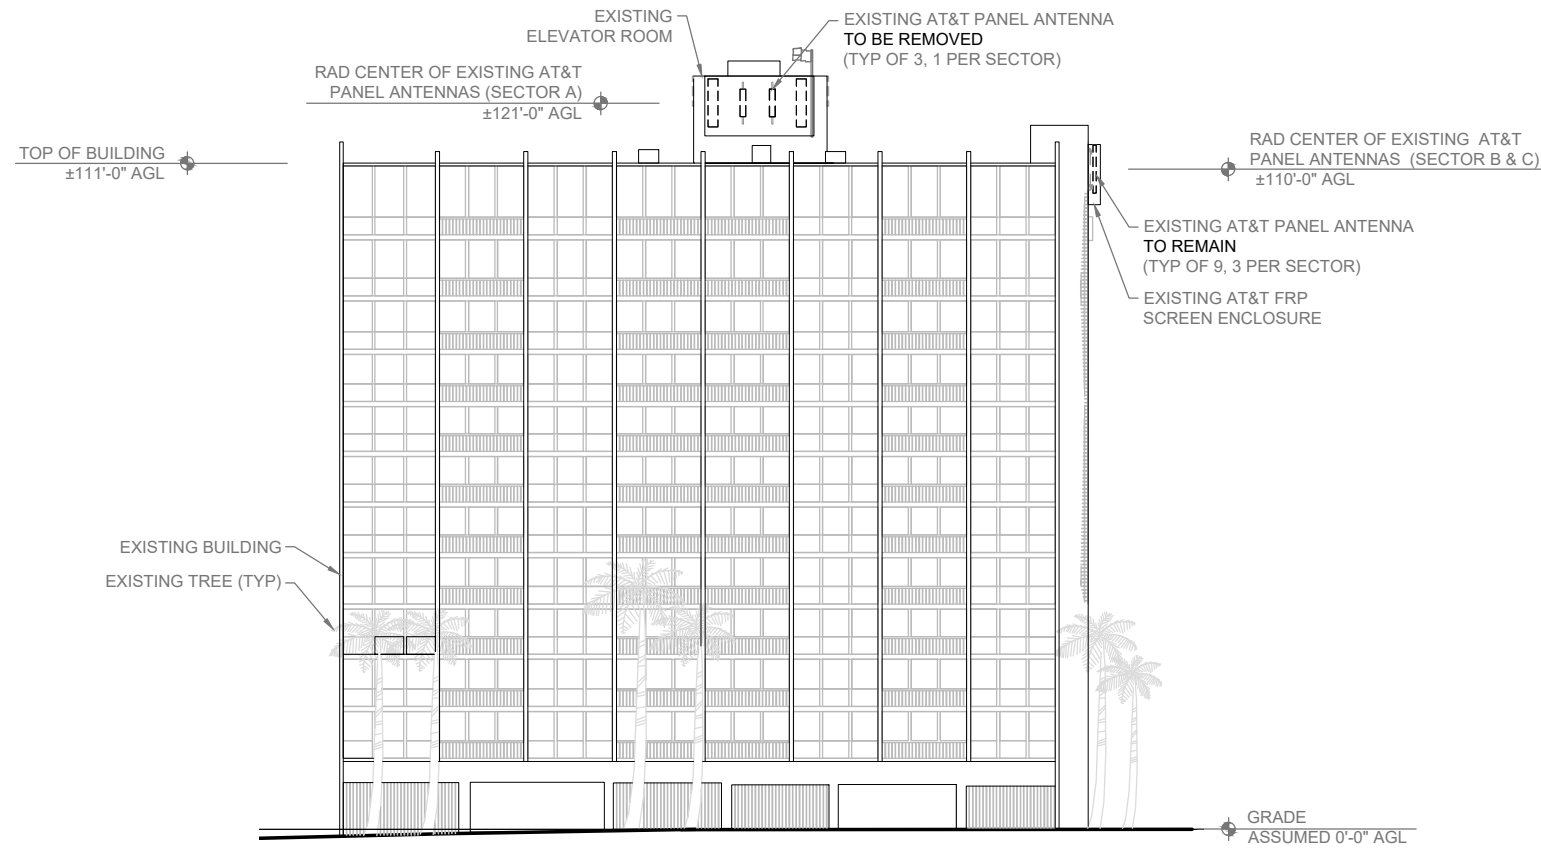 EXISTING
ELEVATOR ROOM
EXISTING AT&T PANEL ANTENNA
TO BE REMOVED
(TYP OF 3, 1 PER SECTOR)
RAD CENTER OF EXISTING AT&T
PANEL ANTENNAS (SECTOR A)
±121'-0" AGL
TOP OF BUILDING
±111'-0" AGL
RAD CENTER OF EXISTING AT&T
PANEL ANTENNAS (SECTOR B & C)
±110'-0" AGL
EXISTING AT&T PANEL ANTENNA
TO REMAIN
(TYP OF 9, 3 PER SECTOR)
EXISTING AT&T FRP
SCREEN ENCLOSURE
EXISTING BUILDING
EXISTING TREE (TYP)
GRADE
ASSUMED 0'-0" AGL